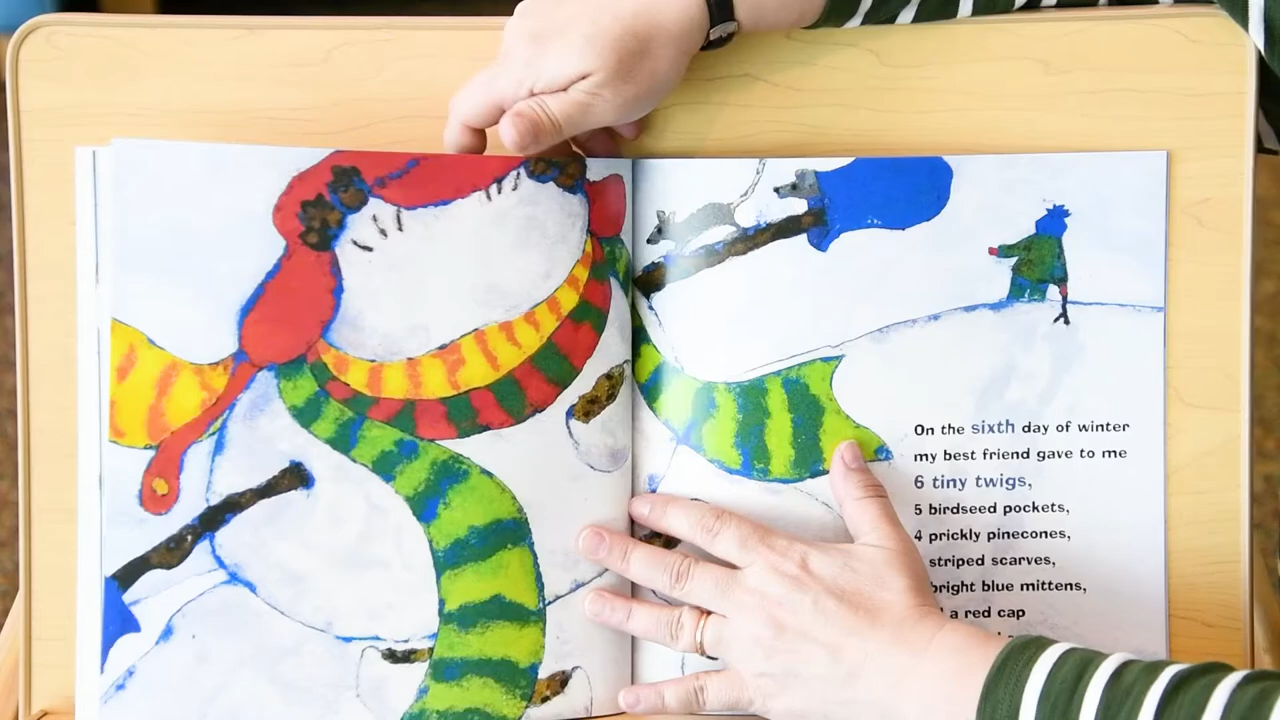 On the sixth day of winter
my best friend gave to me
6 tiny twigs,
5 birdseed pockets,
4 prickly pinecones,
striped scarves,
bright blue mittens,
a red cap